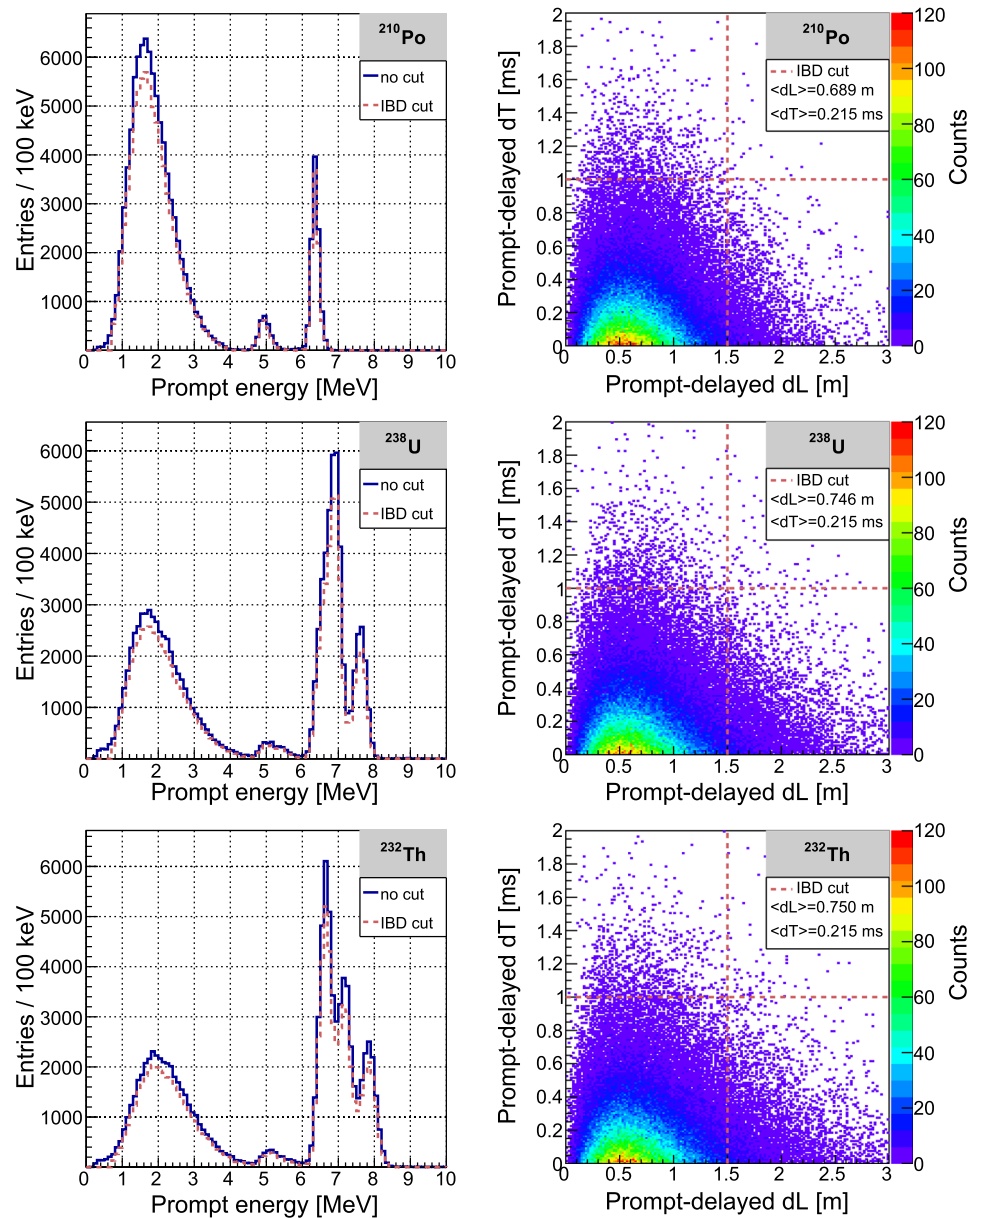 ²¹⁰Po
no cut
IBD cut
Entries / 100 keV
6000
5000
4000
3000
2000
1000
0 1 2 3 4 5 6 7 8 9 10
Prompt energy [MeV]
²¹⁰Po
IBD cut
<dL>=0.689 m
<dT>=0.215 ms
Prompt-delayed dT [ms]
2
1.8
1.6
1.4
1.2
1
0.8
0.6
0.4
0.2
0
0 0.5 1 1.5 2 2.5 3
Prompt-delayed dL [m]
120
100
80
60
40
20
0
Counts
²³⁸U
no cut
IBD cut
Entries / 100 keV
6000
5000
4000
3000
2000
1000
0 1 2 3 4 5 6 7 8 9 10
Prompt energy [MeV]
²³⁸U
IBD cut
<dL>=0.746 m
<dT>=0.215 ms
Prompt-delayed dT [ms]
2
1.8
1.6
1.4
1.2
1
0.8
0.6
0.4
0.2
0
0 0.5 1 1.5 2 2.5 3
Prompt-delayed dL [m]
120
100
80
60
40
20
0
Counts
²³²Th
no cut
IBD cut
Entries / 100 keV
6000
5000
4000
3000
2000
1000
0 1 2 3 4 5 6 7 8 9 10
Prompt energy [MeV]
²³²Th
IBD cut
<dL>=0.750 m
<dT>=0.215 ms
Prompt-delayed dT [ms]
2
1.8
1.6
1.4
1.2
1
0.8
0.6
0.4
0.2
0
0 0.5 1 1.5 2 2.5 3
Prompt-delayed dL [m]
120
100
80
60
40
20
0
Counts